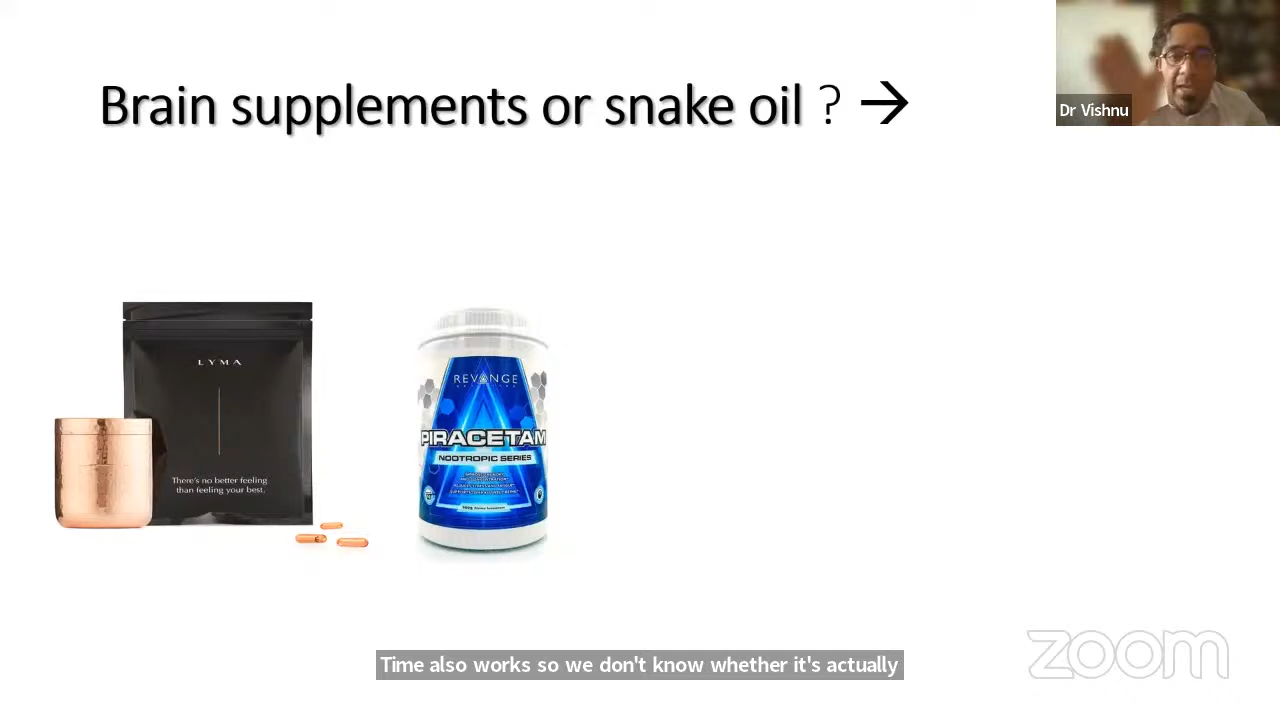 Brain supplements or snake oil ? →
Dr Vishnu
LYMA
There's no better feeling
than feeling your best.
REVANGE
PIRACETAM
NOOTROPIC SERIES
Time also works so we don't know whether it's actually
zoom